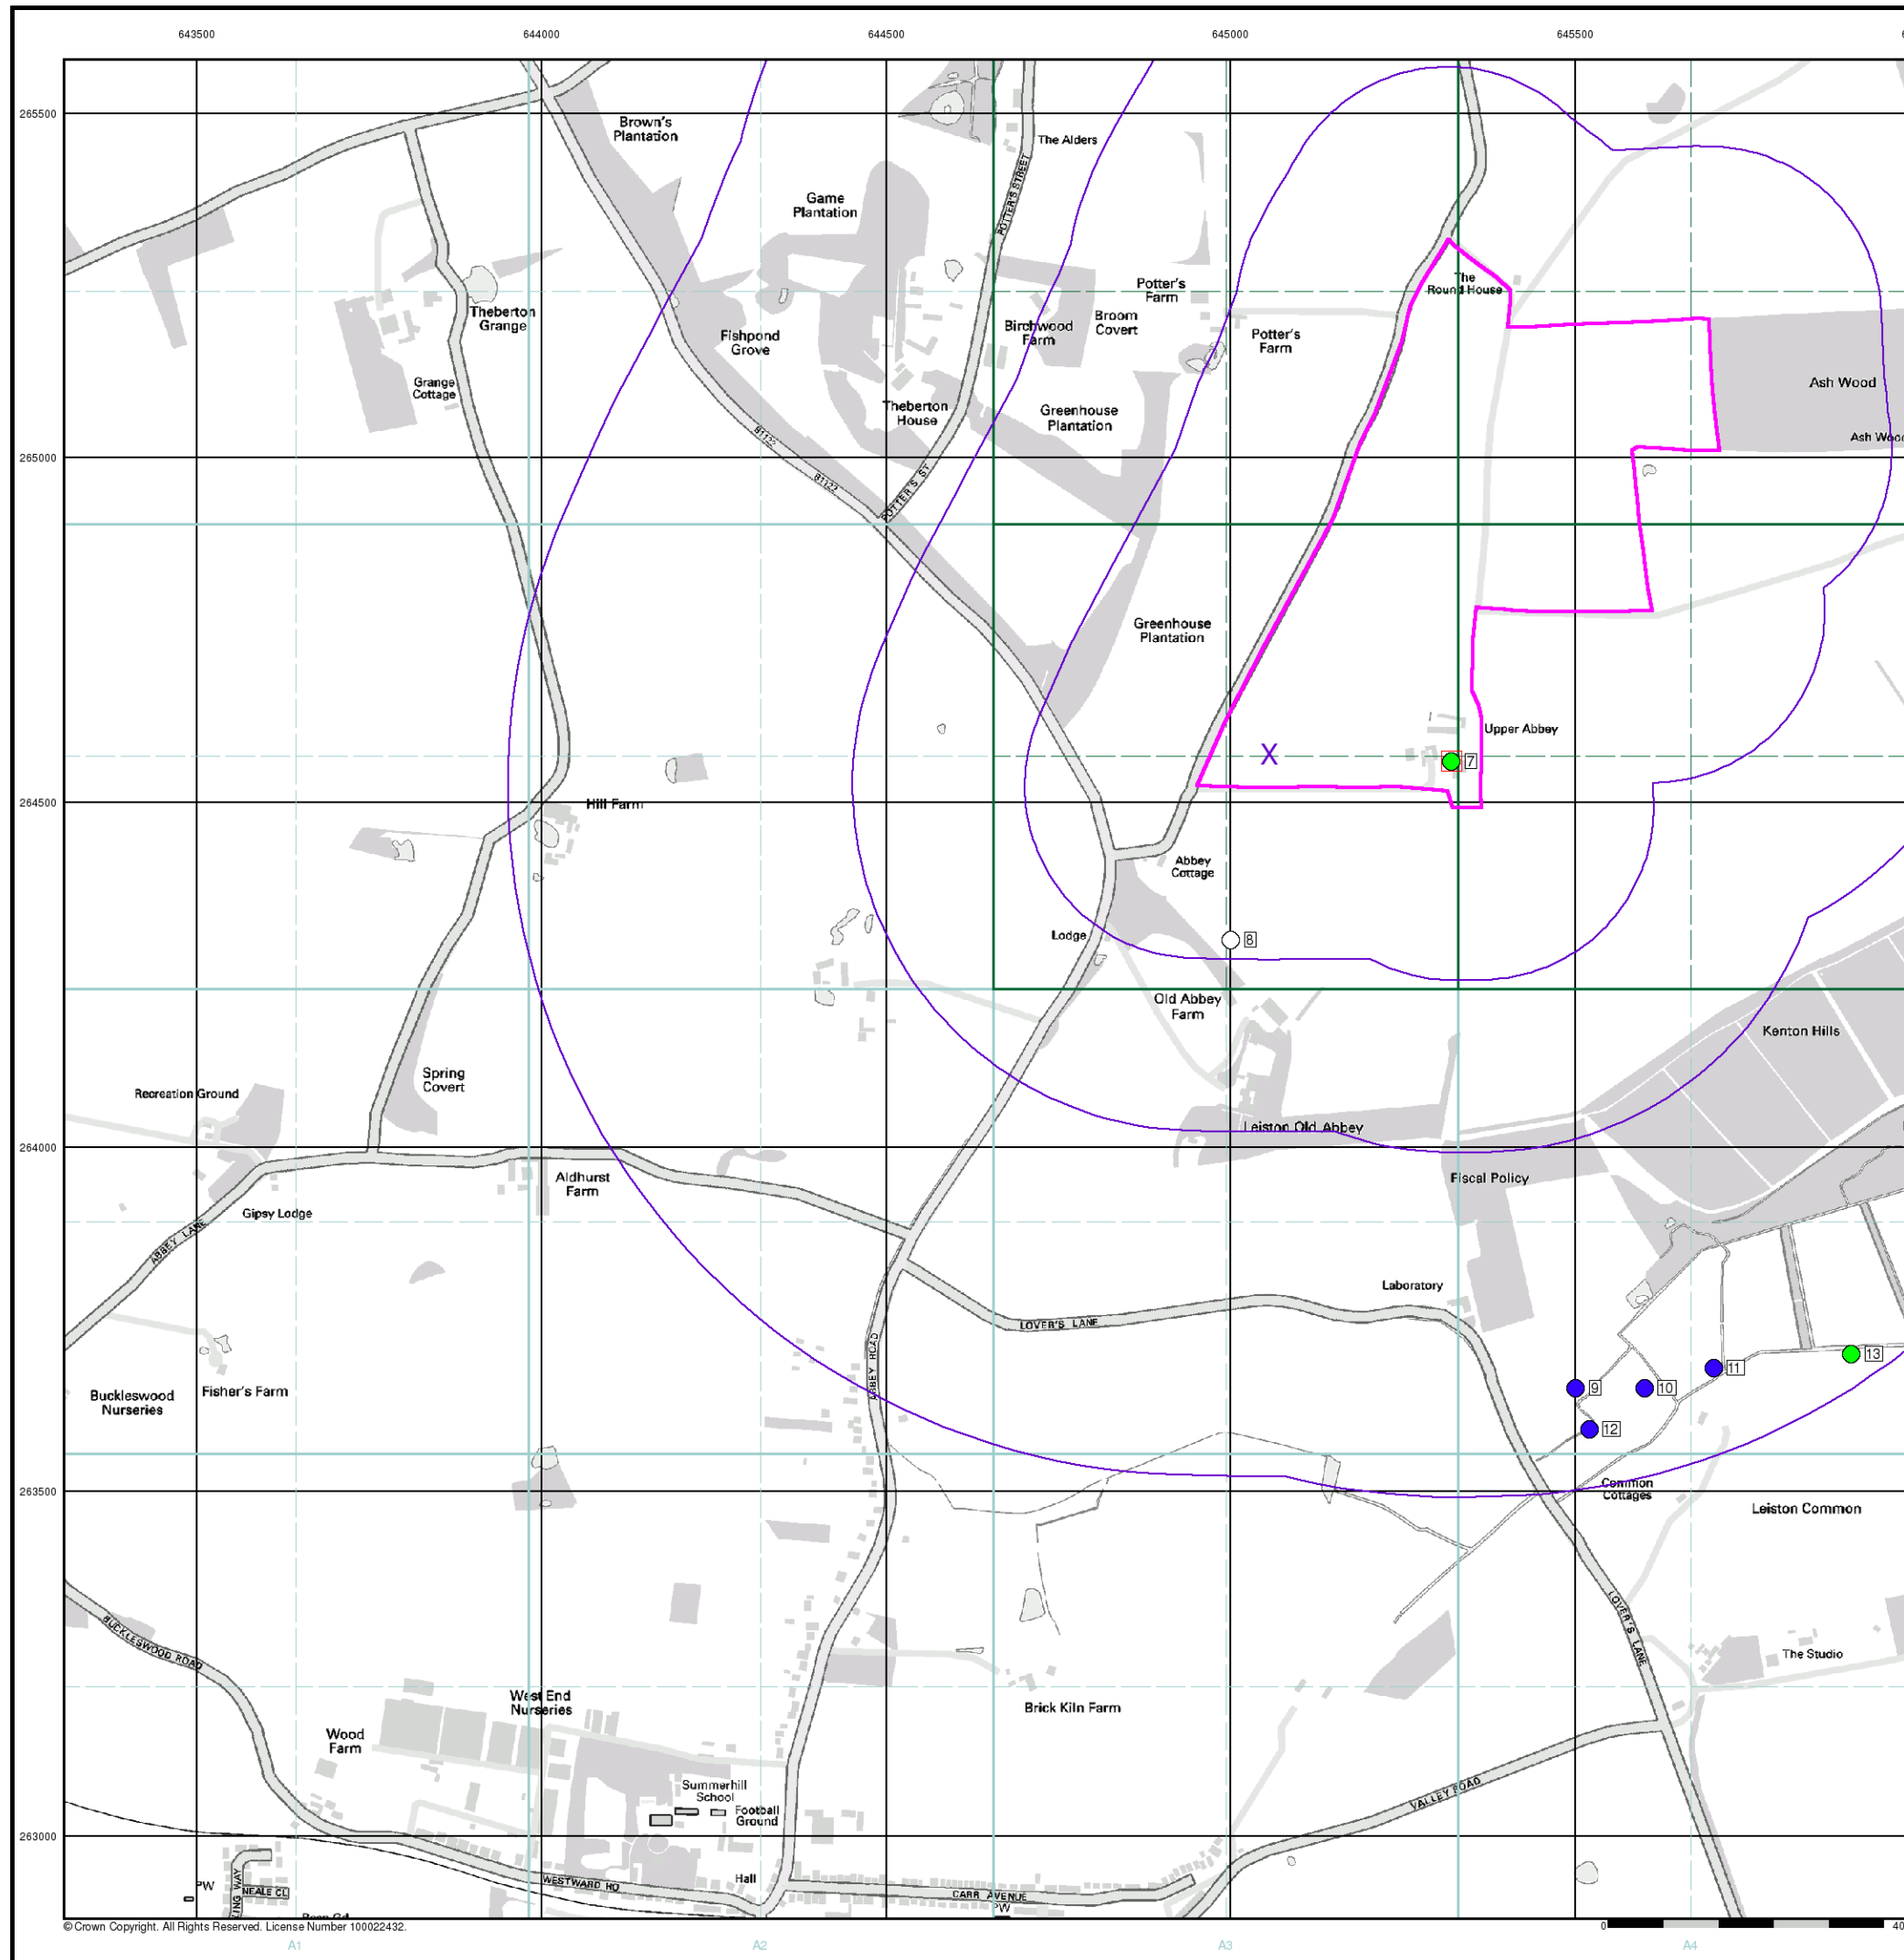 643500
644000
644500
645000
645500
265500
265000
264500
264000
263500
263000
Brown's
Plantation
The Alders
POTTER'S STREET
Game
Plantation
Theberton
Grange
Grange
Cottage
Fishpond
Grove
Theberton
House
POTTER'S ST
B1122
B1122
Birchwood
Farm
Broom
Covert
Potter's
Farm
Potter's
Farm
The
Round House
Greenhouse
Plantation
Ash Wood
Greenhouse
Plantation
Upper Abbey
X
7
Hill Farm
Abbey
Cottage
Lodge
8
Old Abbey
Farm
Kenton Hills
Spring
Covert
Recreation Ground
Leiston Old Abbey
Fiscal Policy
Aldhurst
Farm
Gipsy Lodge
ABBEY LANE
Laboratory
LOVER'S LANE
ABBEY ROAD
Buckleswood
Nurseries
Fisher's Farm
9
10
11
12
13
Common
Cottages
Leiston Common
LOVER'S LANE
BUCKLESWOOD ROAD
The Studio
West End
Nurseries
Brick Kiln Farm
Wood
Farm
VALLEY ROAD
Summerhill
School
Football
Ground
Hall
WESTWARD HO
CARR AVENUE
PW
NEALE CL
PW
© Crown Copyright. All Rights Reserved. License Number 100022432.
0
A1
A2
A3
A4